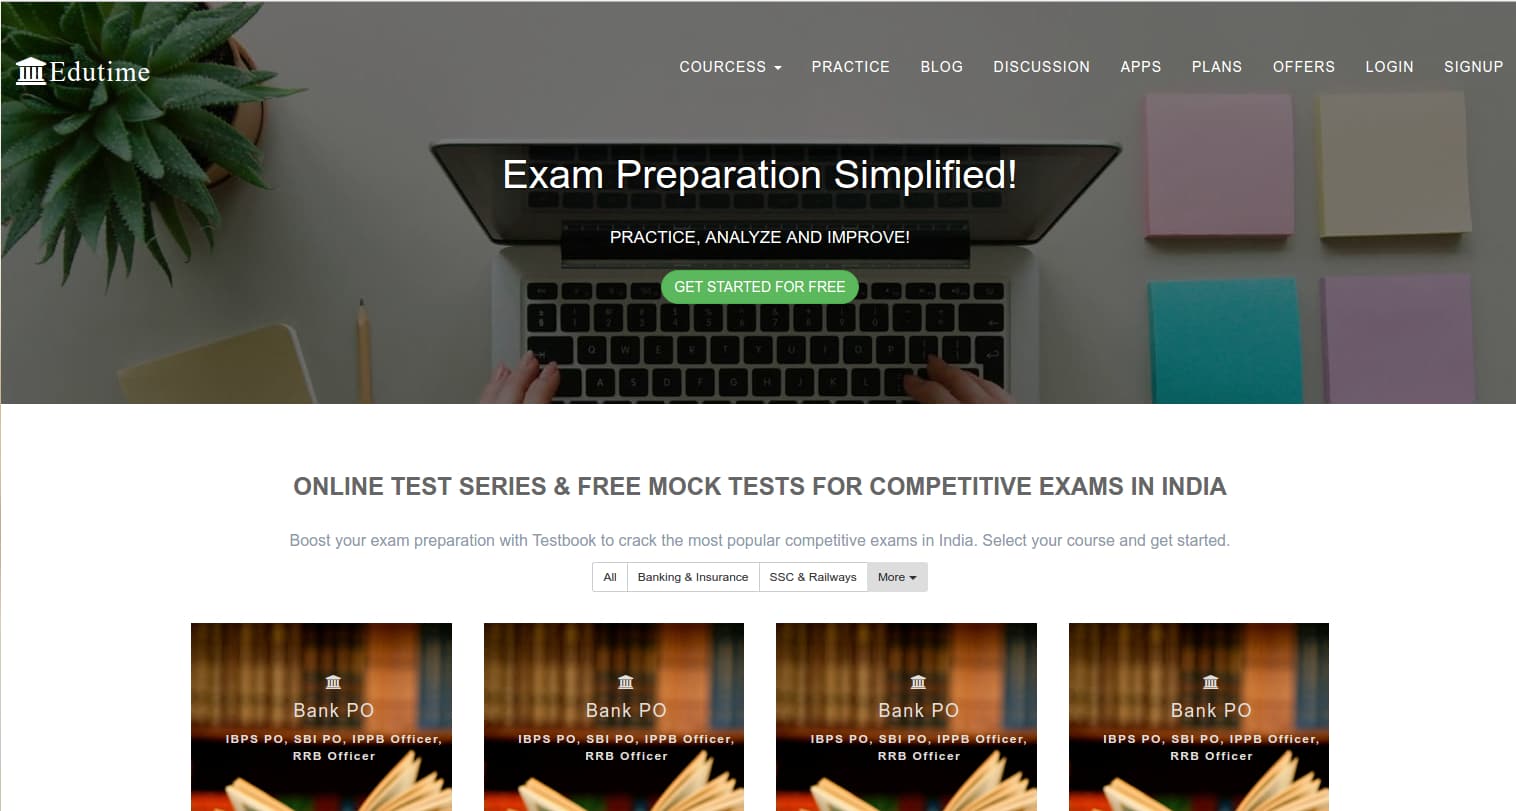 Edutime
COURCESS PRACTICE BLOG DISCUSSION APPS PLANS OFFERS LOGIN SIGNUP
Exam Preparation Simplified!
PRACTICE, ANALYZE AND IMPROVE!
GET STARTED FOR FREE
Q W E R T Y U I O P
A S D F G H J K L
ONLINE TEST SERIES & FREE MOCK TESTS FOR COMPETITIVE EXAMS IN INDIA
Boost your exam preparation with Testbook to crack the most popular competitive exams in India. Select your course and get started.
All Banking & Insurance SSC & Railways More
Bank PO
IBPS PO, SBI PO, IPPB Officer,
RRB Officer
Bank PO
IBPS PO, SBI PO, IPPB Officer,
RRB Officer
Bank PO
IBPS PO, SBI PO, IPPB Officer,
RRB Officer
Bank PO
IBPS PO, SBI PO, IPPB Officer,
RRB Officer